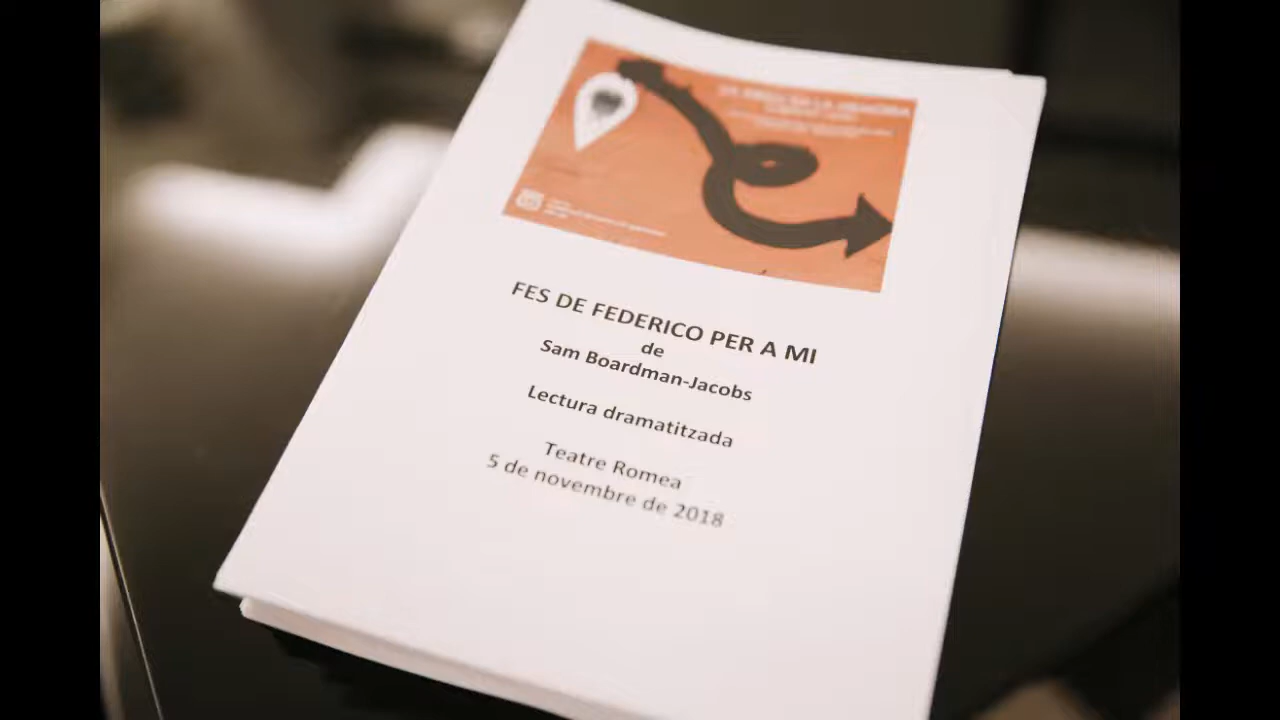 FES DE FEDERICO PER A MI
de
Sam Boardman-Jacobs
Lectura dramatitzada
Teatre Romea
5 de novembre de 2018